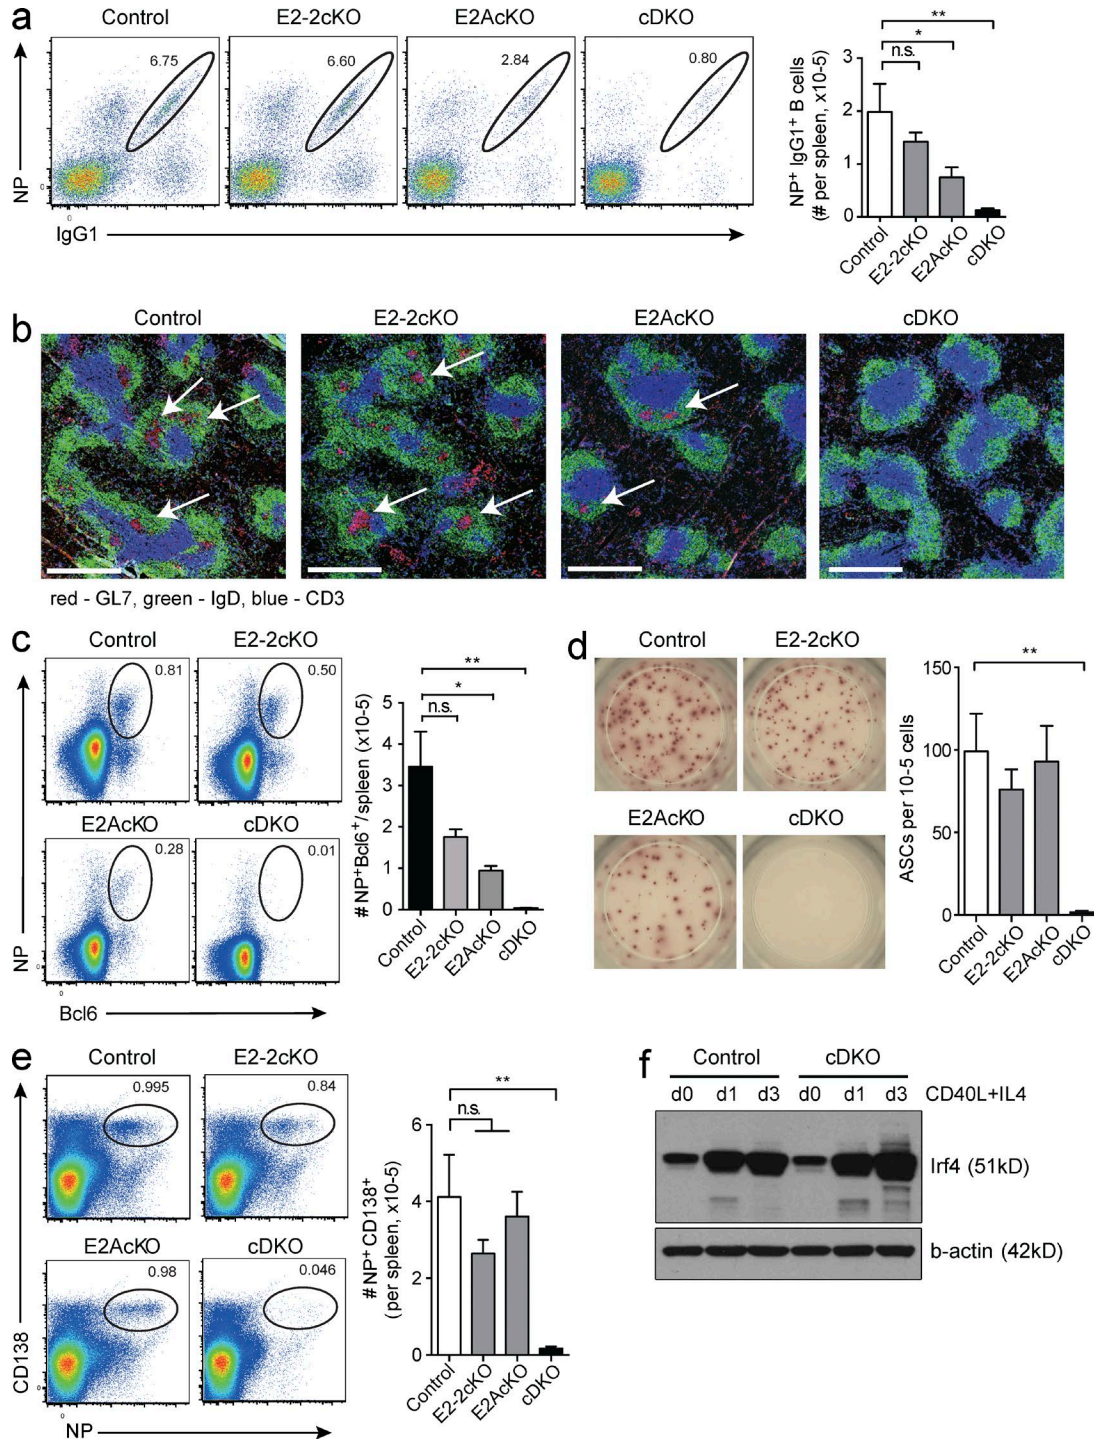 a
Control E2-2cKO E2AcKO cDKO
6.75 6.60 2.84 0.80
NP
0
0
IgG1
**
*
n.s.
3
2
1
0
NP+ IgG1+ B cells
(# per spleen, x10-5)
Control
E2-2cKO
E2AcKO
cDKO
b
Control E2-2cKO E2AcKO cDKO
red - GL7, green - IgD, blue - CD3
c
Control E2-2cKO
0.81 0.50
E2AcKO cDKO
0.28 0.01
NP
0
0
Bcl6
**
*
n.s.
5
4
3
2
1
0
# NP+Bcl6+/spleen (x10-5)
Control
E2-2cKO
E2AcKO
cDKO
d
Control E2-2cKO
E2AcKO cDKO
**
150
100
50
0
ASCs per 10-5 cells
Control
E2-2cKO
E2AcKO
cDKO
e
Control E2-2cKO
0.995 0.84
E2AcKO cDKO
0.98 0.046
CD138
0
0
NP
**
n.s.
6
4
2
0
# NP+ CD138+
(per spleen, x10-5)
Control
E2-2cKO
E2AcKO
cDKO
f
Control cDKO
d0 d1 d3 d0 d1 d3 CD40L+IL4
Irf4 (51kD)
b-actin (42kD)